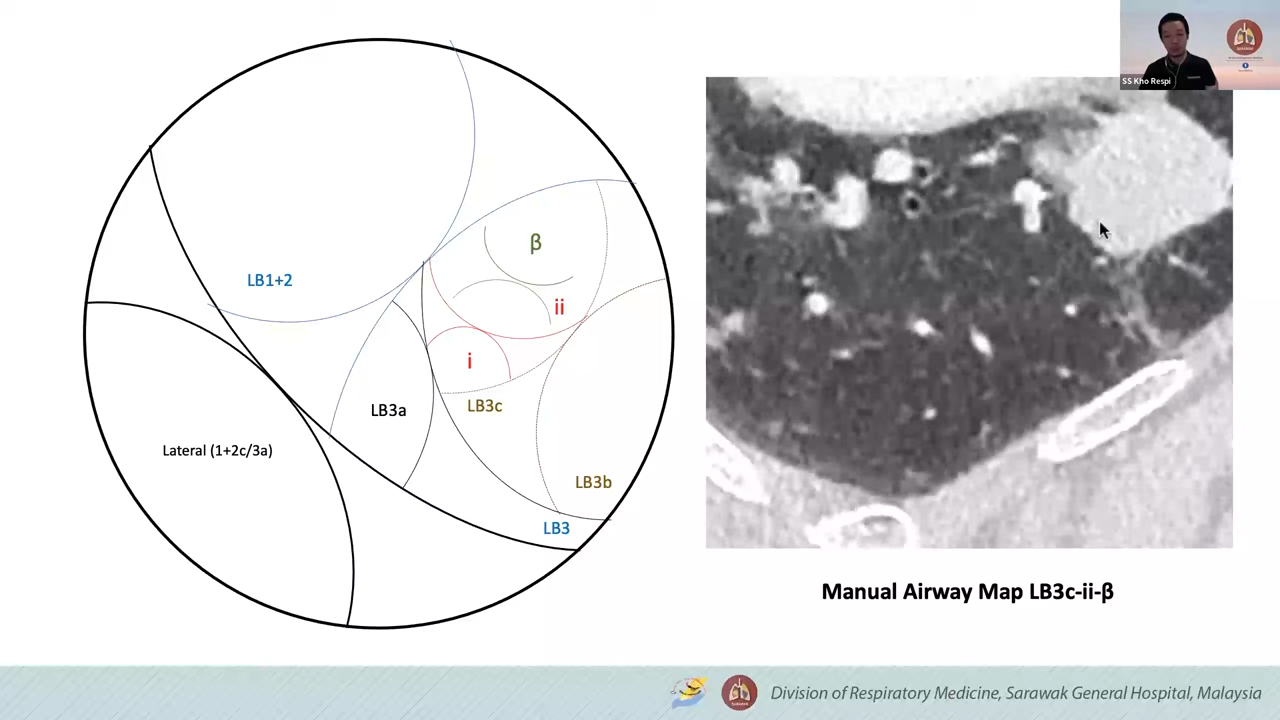 SS Kho Respi
β
LB1+2
ii
i
LB3a
LB3c
Lateral (1+2c/3a)
LB3b
LB3
Manual Airway Map LB3c-ii-β
Division of Respiratory Medicine, Sarawak General Hospital, Malaysia